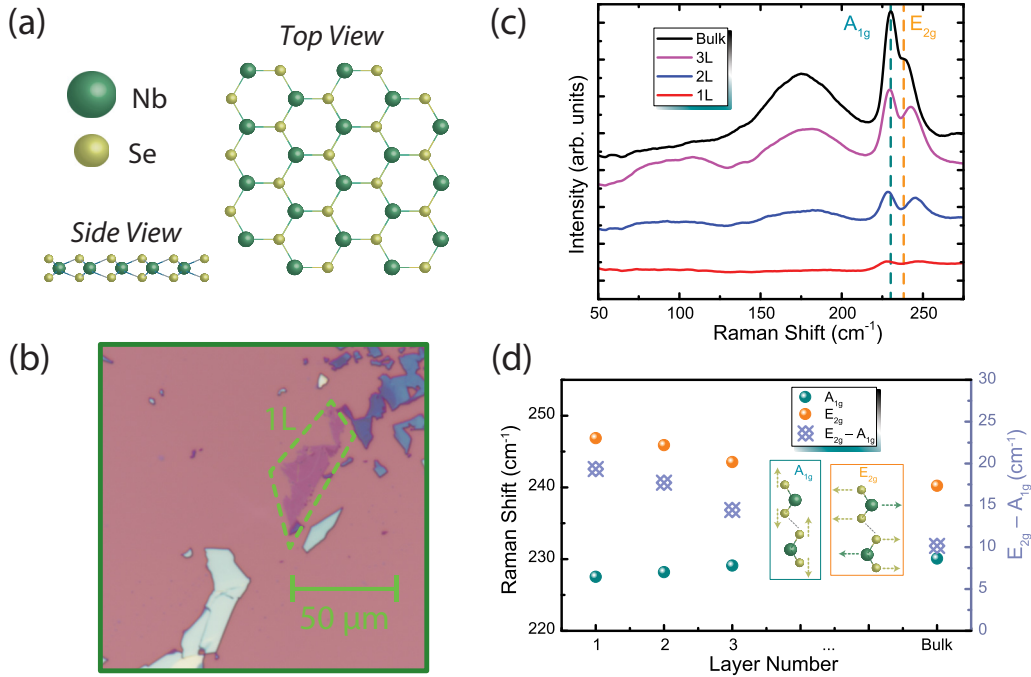 (a)
Top View
Nb
Se
Side View
(b)
1L
50 μm
(c)
Intensity (arb. units)
Bulk
3L
2L
1L
A1g
E2g
50 100 150 200 250
Raman Shift (cm-1)
(d)
Raman Shift (cm-1)
250
240
230
220
A1g
E2g
E2g – A1g
A1g
E2g
30
25
20
15
10
5
0
E2g – A1g (cm-1)
1 2 3 ... Bulk
Layer Number